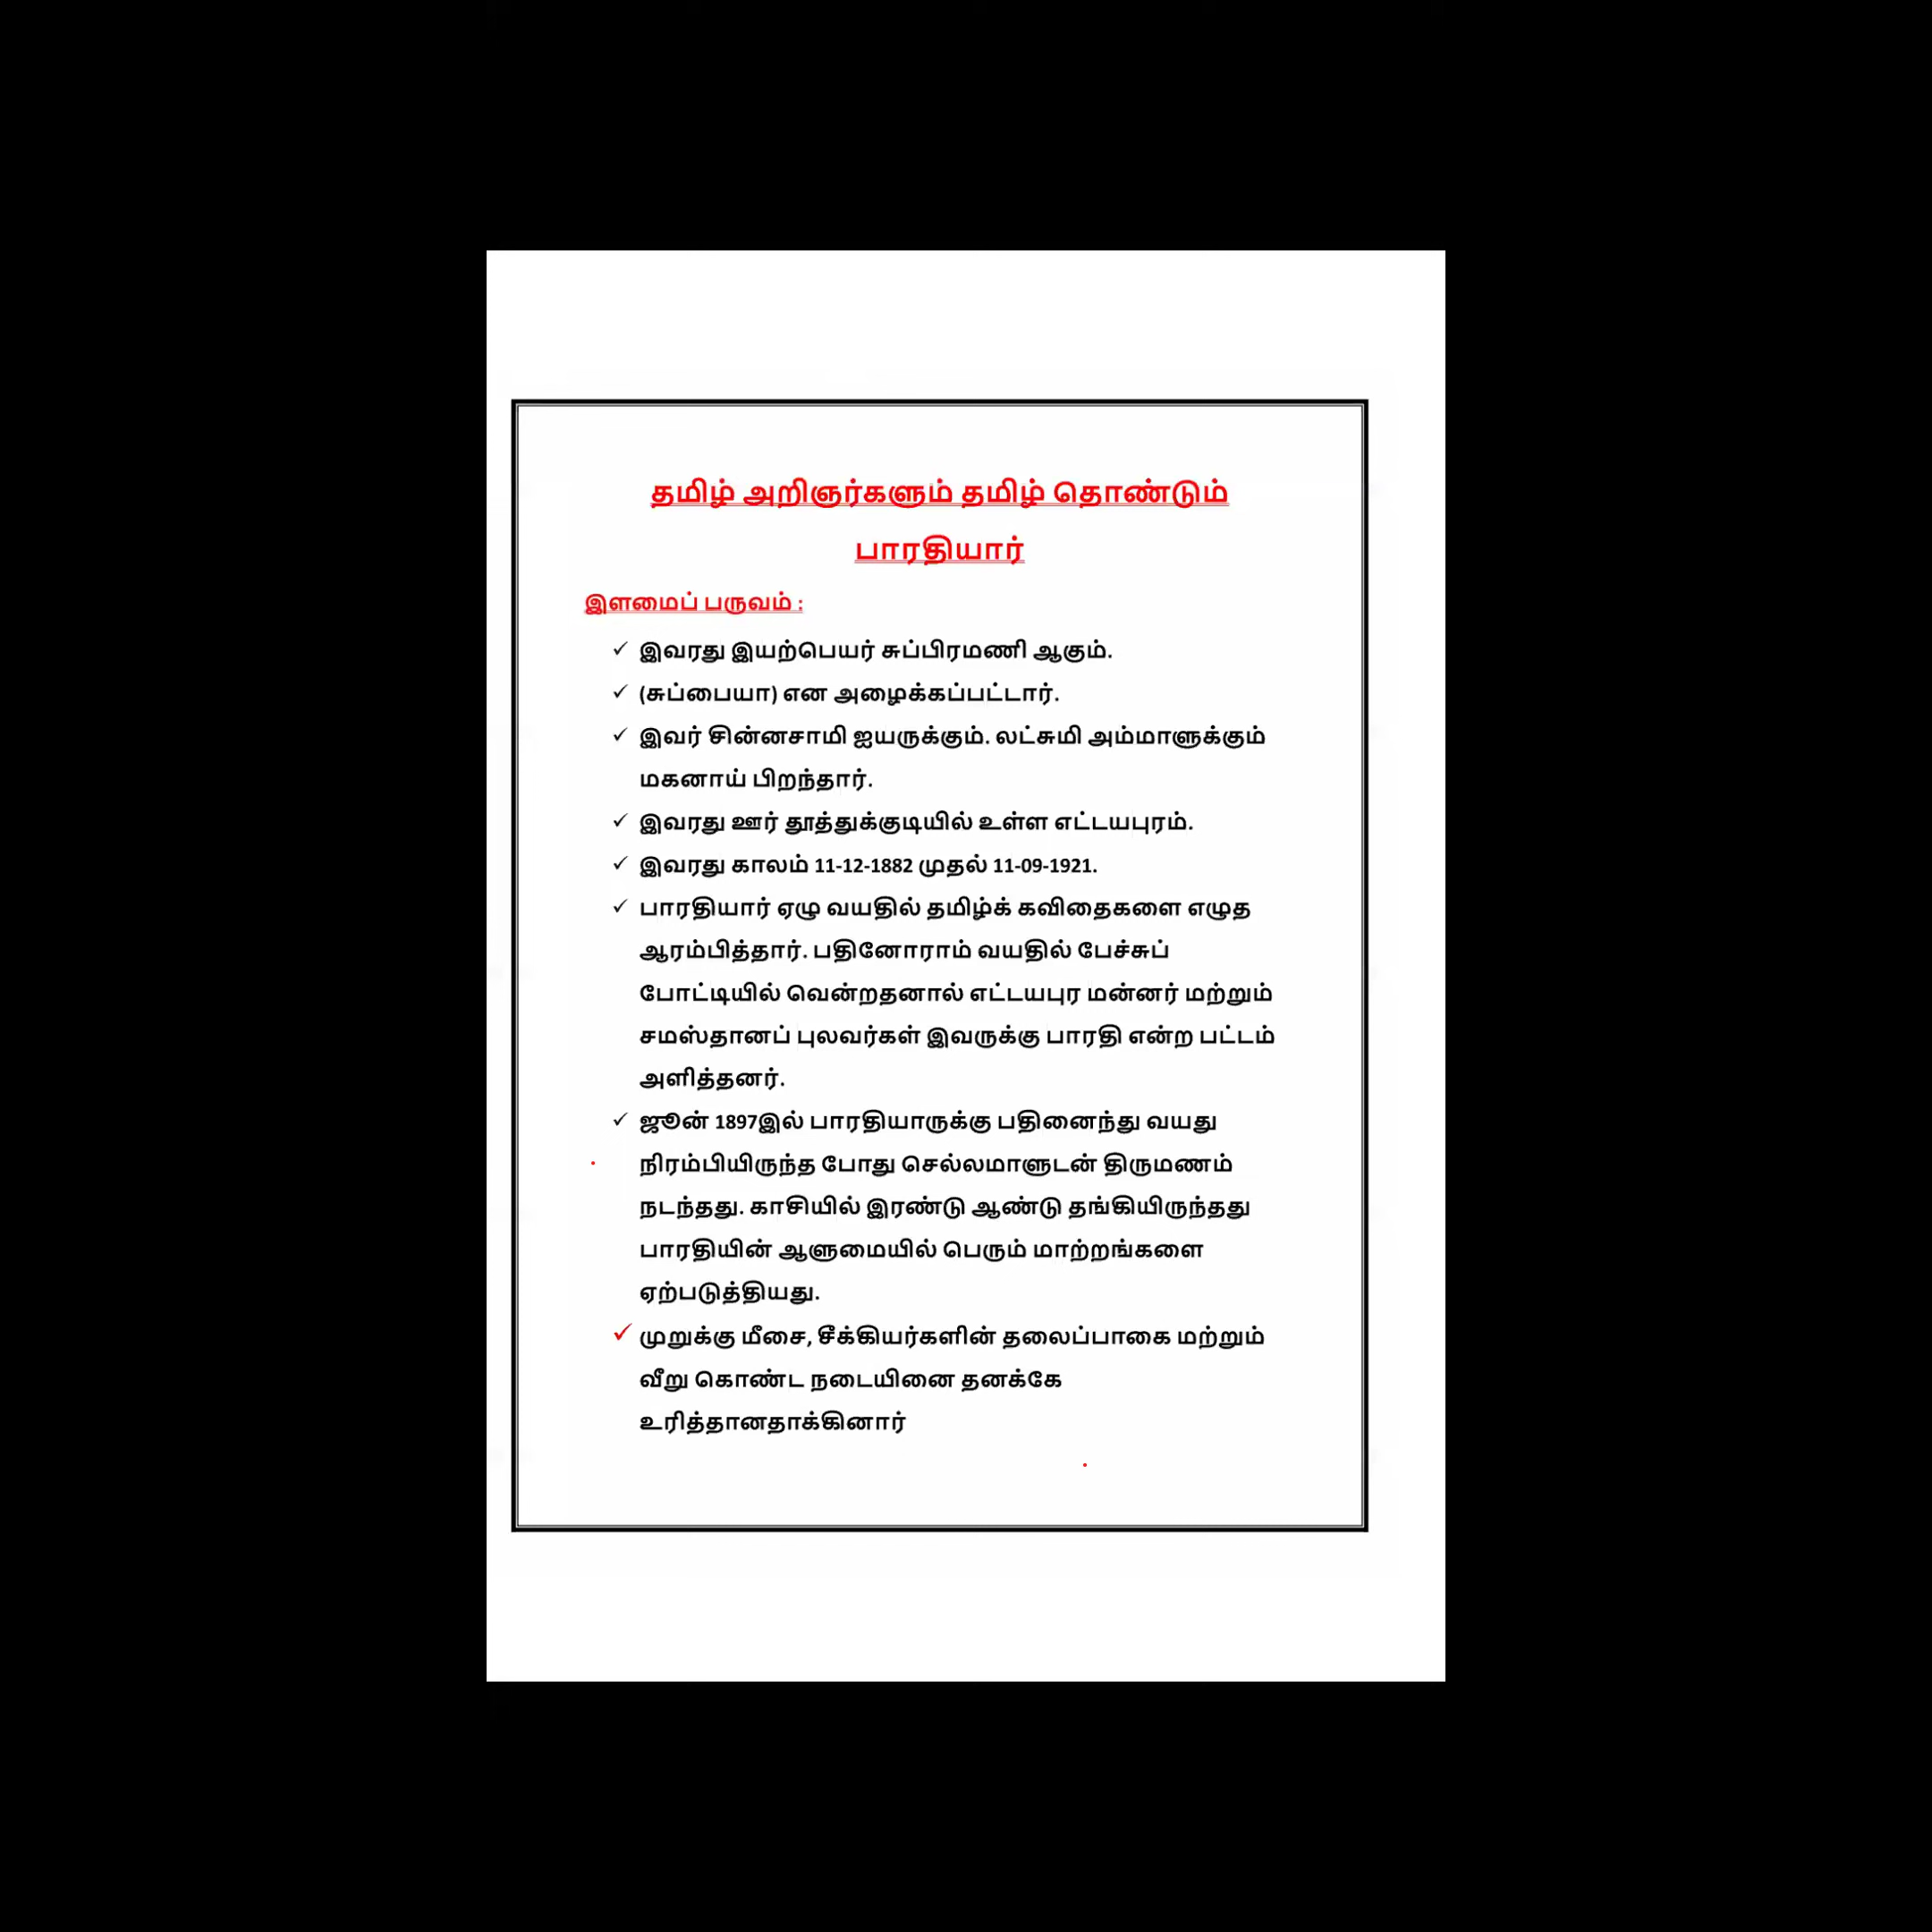 தமிழ் அறிஞர்களும் தமிழ் தொண்டும்
பாரதியார்
இளமைப் பருவம் :
✓ இவரது இயற்பெயர் சுப்பிரமணி ஆகும்.
✓ (சுப்பையா) என அழைக்கப்பட்டார்.
✓ இவர் சின்னசாமி ஐயருக்கும். லட்சுமி அம்மாளுக்கும்
மகனாய் பிறந்தார்.
✓ இவரது ஊர் தூத்துக்குடியில் உள்ள எட்டயபுரம்.
✓ இவரது காலம் 11-12-1882 முதல் 11-09-1921.
✓ பாரதியார் ஏழு வயதில் தமிழ்க் கவிதைகளை எழுத
ஆரம்பித்தார். பதினோராம் வயதில் பேச்சுப்
போட்டியில் வென்றதனால் எட்டயபுர மன்னர் மற்றும்
சமஸ்தானப் புலவர்கள் இவருக்கு பாரதி என்ற பட்டம்
அளித்தனர்.
✓ ஜூன் 1897இல் பாரதியாருக்கு பதினைந்து வயது
நிரம்பியிருந்த போது செல்லமாளுடன் திருமணம்
நடந்தது. காசியில் இரண்டு ஆண்டு தங்கியிருந்தது
பாரதியின் ஆளுமையில் பெரும் மாற்றங்களை
ஏற்படுத்தியது.
✓ முறுக்கு மீசை, சீக்கியர்களின் தலைப்பாகை மற்றும்
வீறு கொண்ட நடையினை தனக்கே
உரித்தானதாக்கினார்